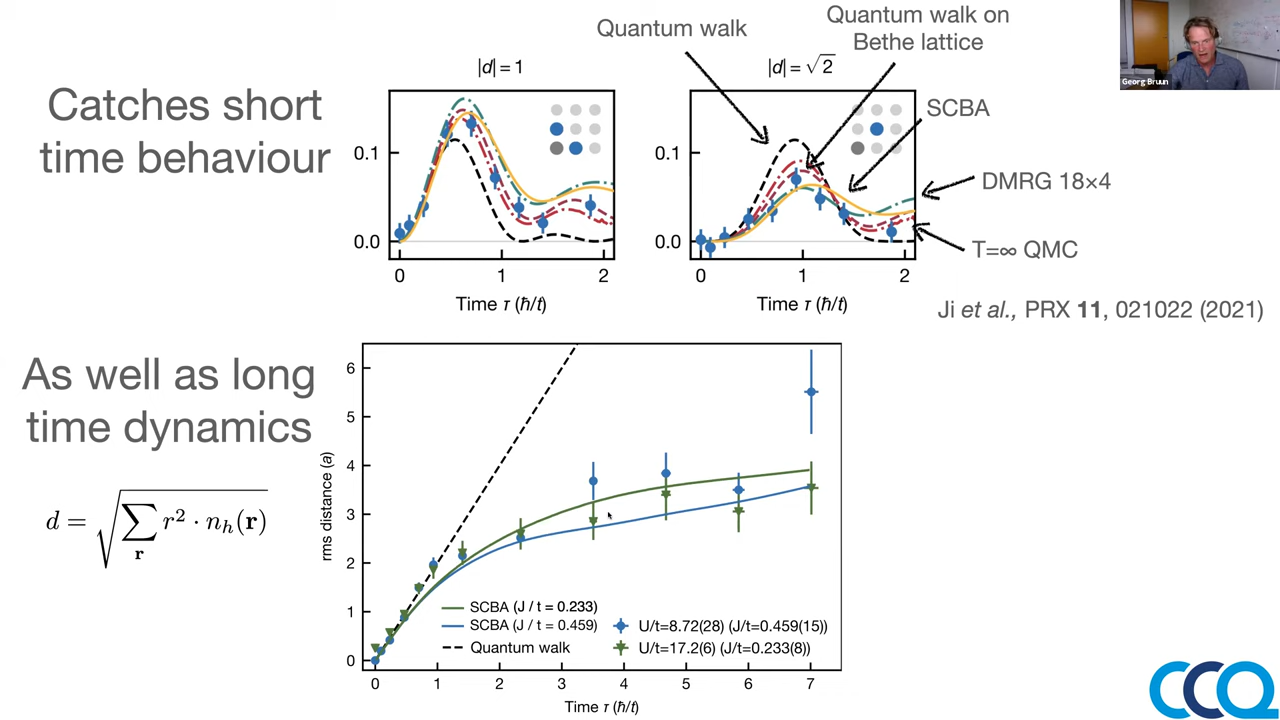 Catches short
time behaviour
Quantum walk
Quantum walk on
Bethe lattice
Georg Bruun
|d| = 1
|d| = √2
SCBA
DMRG 18×4
T=∞ QMC
0.1
0.0
0 1 2
Time τ (ħ/t)
0.1
0.0
0 1 2
Time τ (ħ/t)
Ji et al., PRX 11, 021022 (2021)
As well as long
time dynamics
d = √∑r r² · nh(r)
rms distance (a)
6
5
4
3
2
1
0
SCBA (J / t = 0.233)
SCBA (J / t = 0.459)
Quantum walk
U/t=8.72(28) (J/t=0.459(15))
U/t=17.2(6) (J/t=0.233(8))
0 1 2 3 4 5 6 7
Time τ (ħ/t)
CCQ